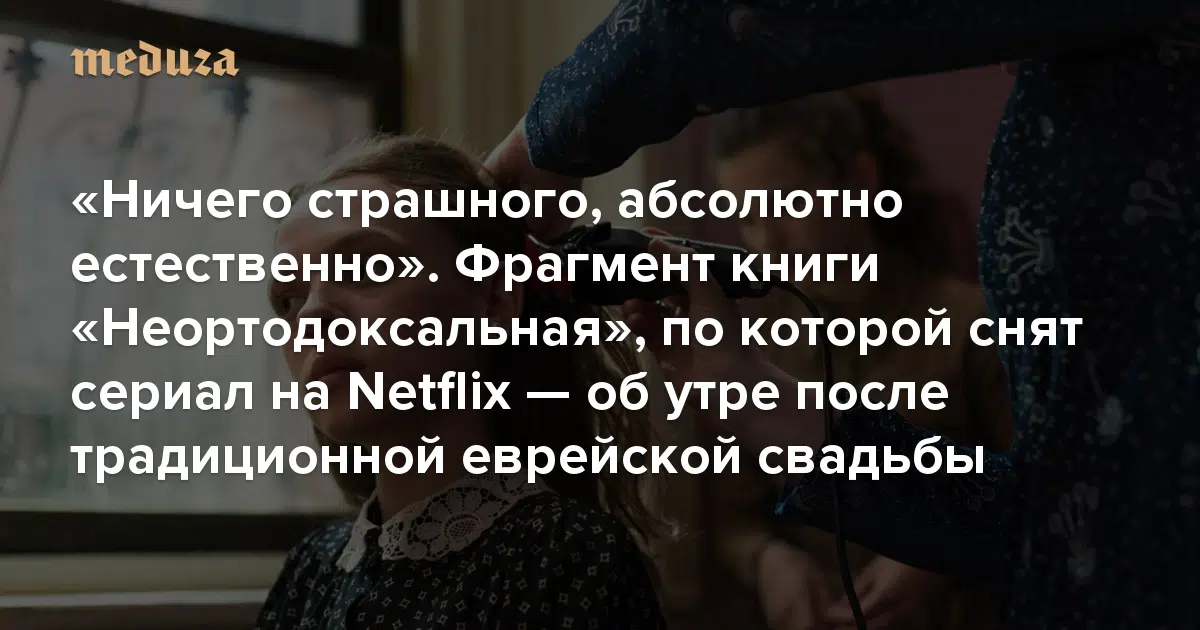 meduza
«Ничего страшного, абсолютно
естественно». Фрагмент книги
«Неортодоксальная», по которой снят
сериал на Netflix — об утре после
традиционной еврейской свадьбы